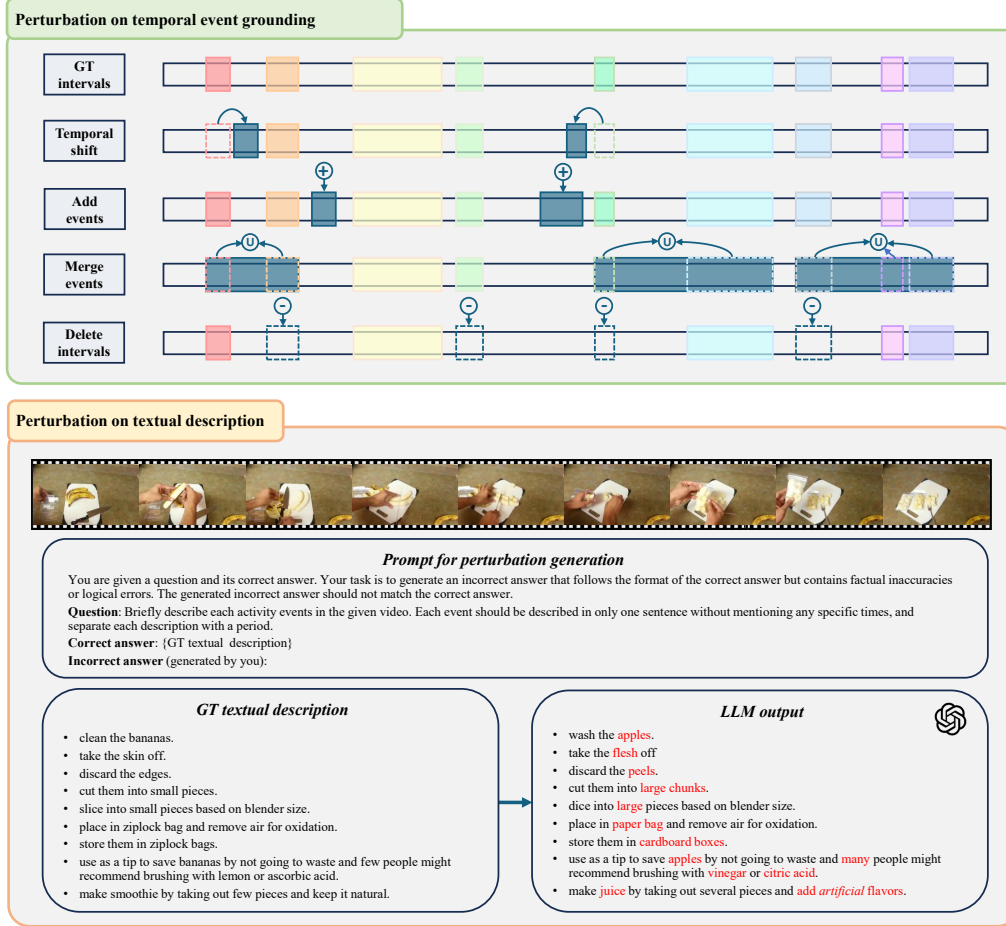 Perturbation on temporal event grounding
GT
intervals
Temporal
shift
+
+
Add
events
U
U
U
Merge
events
-
-
-
-
Delete
intervals
Perturbation on textual description
Prompt for perturbation generation
You are given a question and its correct answer. Your task is to generate an incorrect answer that follows the format of the correct answer but contains factual inaccuracies
or logical errors. The generated incorrect answer should not match the correct answer.
Question: Briefly describe each activity events in the given video. Each event should be described in only one sentence without mentioning any specific times, and
separate each description with a period.
Correct answer: {GT textual description}
Incorrect answer (generated by you):
GT textual description
• clean the bananas.
• take the skin off.
• discard the edges.
• cut them into small pieces.
• slice into small pieces based on blender size.
• place in ziplock bag and remove air for oxidation.
• store them in ziplock bags.
• use as a tip to save bananas by not going to waste and few people might
recommend brushing with lemon or ascorbic acid.
• make smoothie by taking out few pieces and keep it natural.
LLM output
• wash the apples.
• take the flesh off
• discard the peels.
• cut them into large chunks.
• dice into large pieces based on blender size.
• place in paper bag and remove air for oxidation.
• store them in cardboard boxes.
• use as a tip to save apples by not going to waste and many people might
recommend brushing with vinegar or citric acid.
• make juice by taking out several pieces and add artificial flavors.